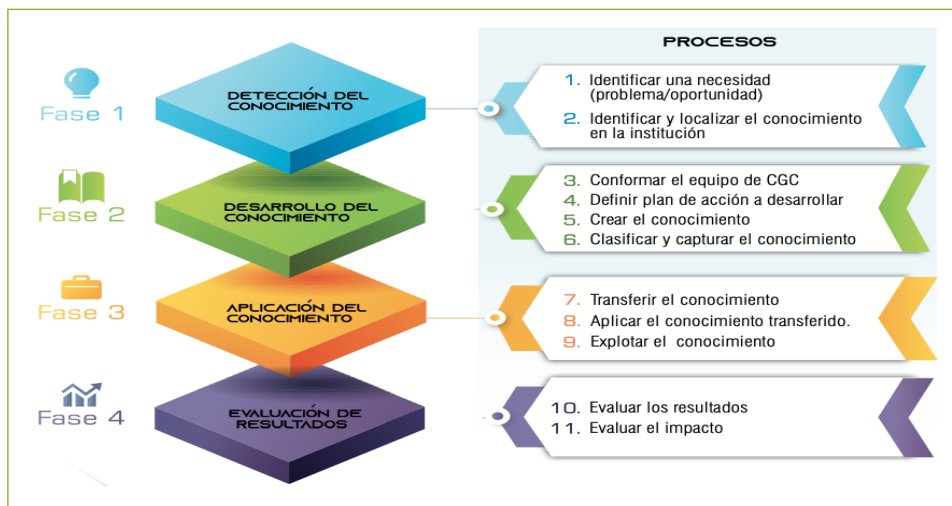 PROCESOS
Fase 1
DETECCIÓN DEL
CONOCIMIENTO
1. Identificar una necesidad
(problema/oportunidad)
2. Identificar y localizar el conocimiento
en la institución
Fase 2
DESARROLLO DEL
CONOCIMIENTO
3. Conformar el equipo de CGC
4. Definir plan de acción a desarrollar
5. Crear el conocimiento
6. Clasificar y capturar el conocimiento
Fase 3
APLICACIÓN DEL
CONOCIMIENTO
7. Transferir el conocimiento
8. Aplicar el conocimiento transferido.
9. Explotar el conocimiento
Fase 4
EVALUACIÓN DE
RESULTADOS
10. Evaluar los resultados
11. Evaluar el impacto